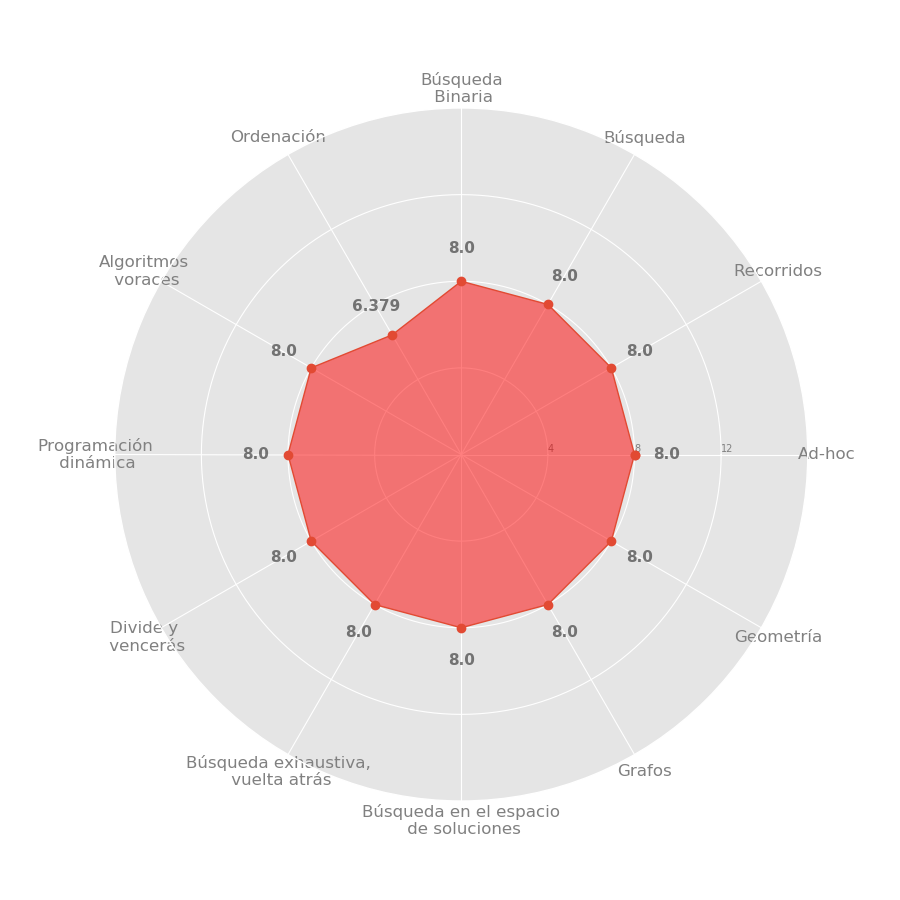 Búsqueda
Binaria
Ordenación
Búsqueda
8.0
Algoritmos
voraces
Recorridos
8.0
6.379
8.0
8.0
Programación
dinámica
8.0
4
8
12
8.0
Ad-hoc
8.0
8.0
Divide y
vencerás
Geometría
8.0
8.0
8.0
Búsqueda exhaustiva,
vuelta atrás
Grafos
Búsqueda en el espacio
de soluciones